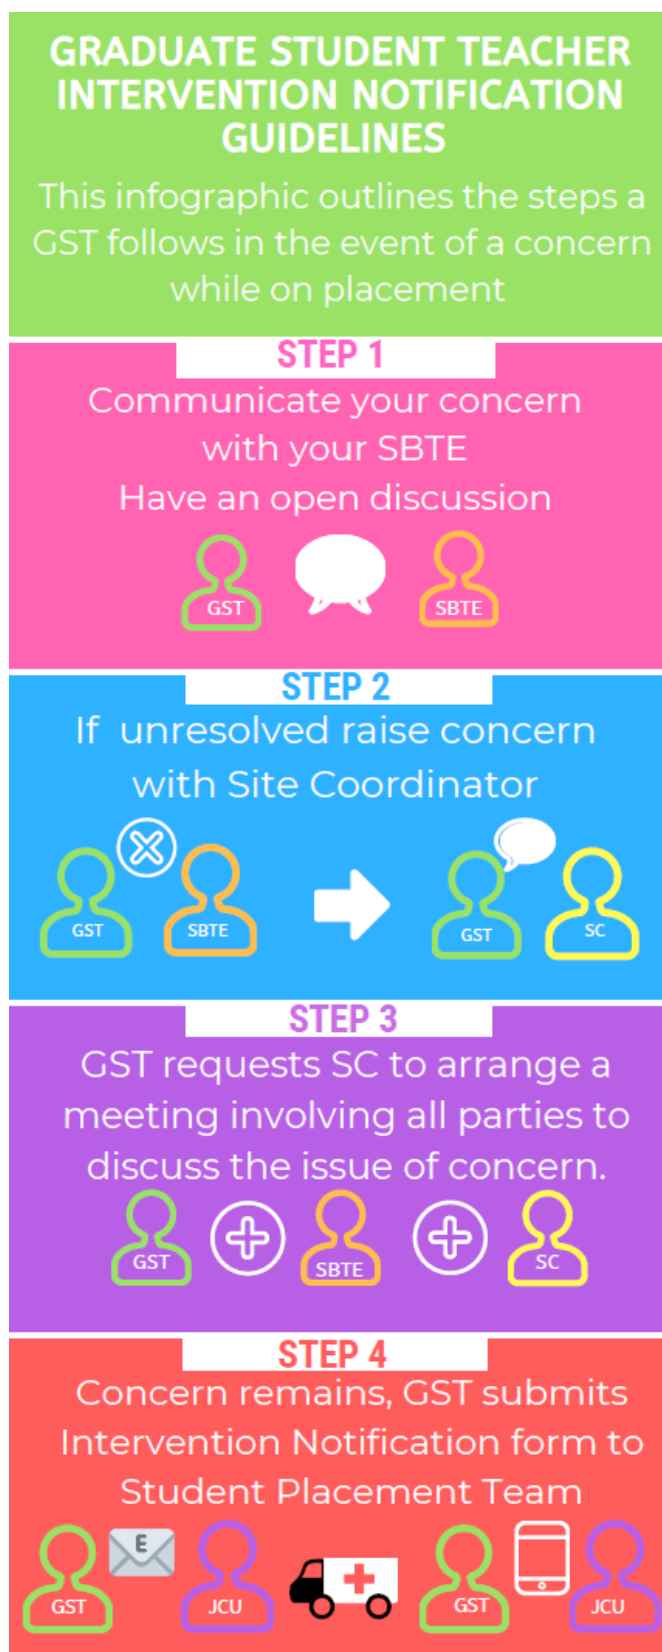 GRADUATE STUDENT TEACHER
INTERVENTION NOTIFICATION
GUIDELINES
This infographic outlines the steps a
GST follows in the event of a concern
while on placement
STEP 1
Communicate your concern
with your SBTE
Have an open discussion
GST SBTE
STEP 2
If unresolved raise concern
with Site Coordinator
GST SBTE GST SC
STEP 3
GST requests SC to arrange a
meeting involving all parties to
discuss the issue of concern.
GST SBTE SC
STEP 4
Concern remains, GST submits
Intervention Notification form to
Student Placement Team
E
GST JCU GST JCU